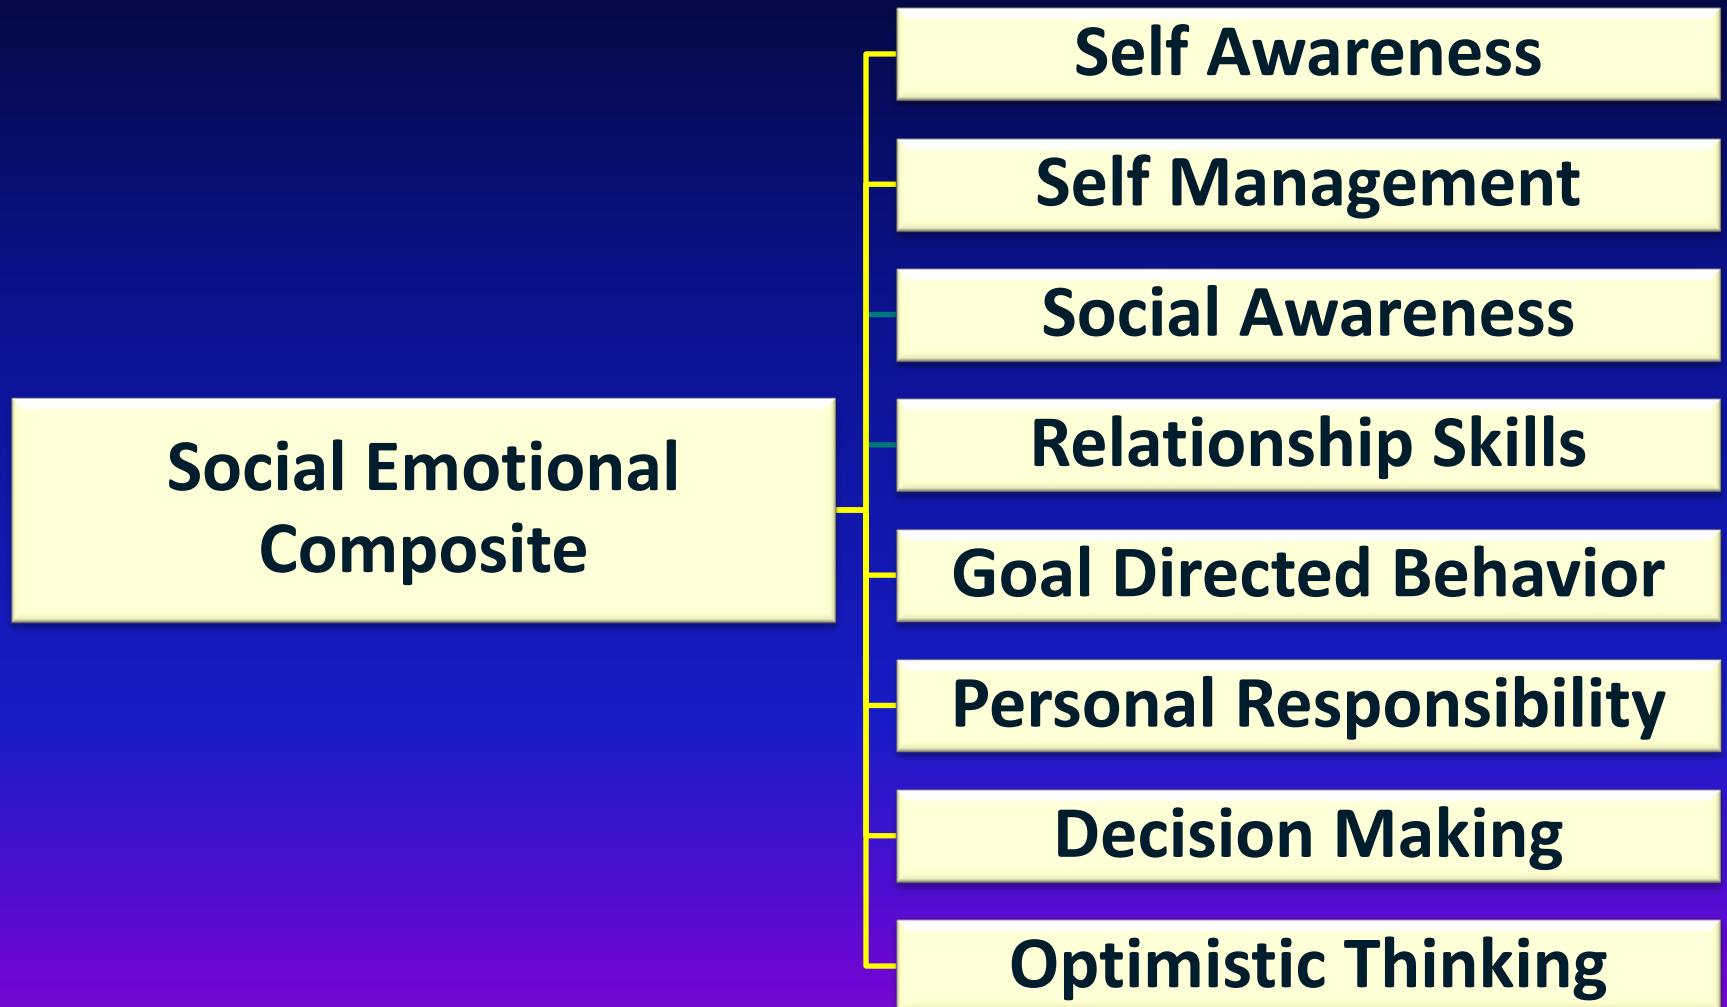 Social Emotional
Composite
Self Awareness
Self Management
Social Awareness
Relationship Skills
Goal Directed Behavior
Personal Responsibility
Decision Making
Optimistic Thinking